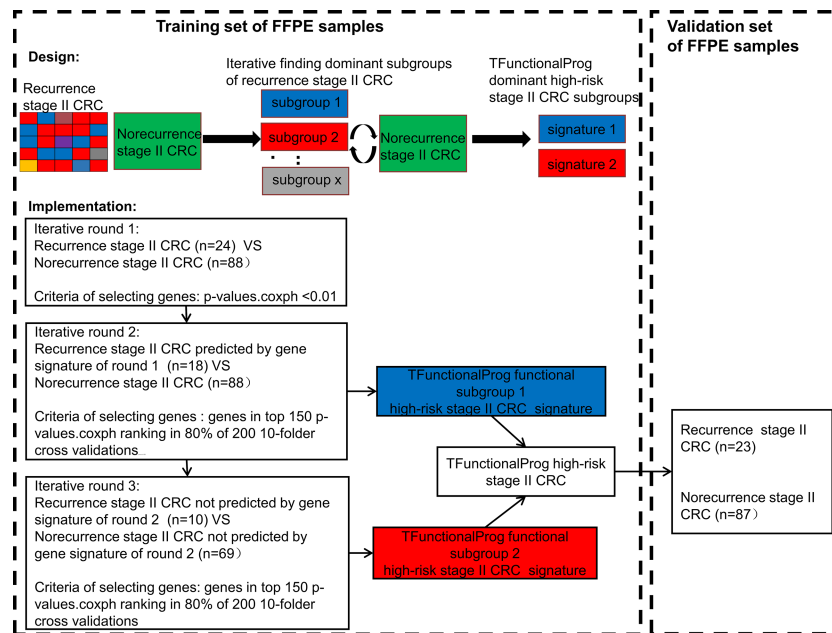 Training set of FFPE samples
Validation set
of FFPE samples
Design:
Recurrence
stage II CRC
Norecurrence
stage II CRC
Iterative finding dominant subgroups
of recurrence stage II CRC
subgroup 1
subgroup 2
. .
.
subgroup x
Norecurrence
stage II CRC
TFunctionalProg
dominant high-risk
stage II CRC subgroups
signature 1
signature 2
Implementation:
Iterative round 1:
Recurrence stage II CRC (n=24) VS
Norecurrence stage II CRC (n=88）
Criteria of selecting genes: p-values.coxph <0.01
Iterative round 2:
Recurrence stage II CRC predicted by gene
signature of round 1 (n=18) VS
Norecurrence stage II CRC (n=88）
Criteria of selecting genes : genes in top 150 p-
values.coxph ranking in 80% of 200 10-folder
cross validations...
Iterative round 3:
Recurrence stage II CRC not predicted by gene
signature of round 2 (n=10) VS
Norecurrence stage II CRC not predicted by
gene signature of round 2 (n=69）
Criteria of selecting genes: genes in top 150 p-
values.coxph ranking in 80% of 200 10-folder
cross validations
TFunctionalProg functional
subgroup 1
high-risk stage II CRC signature
TFunctionalProg high-risk
stage II CRC
TFunctionalProg functional
subgroup 2
high-risk stage II CRC signature
Recurrence stage II
CRC (n=23)
Norecurrence stage II
CRC (n=87）